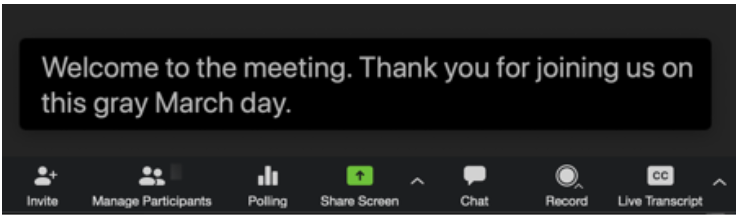 Welcome to the meeting. Thank you for joining us on
this gray March day.
Invite Manage Participants Polling Share Screen Chat Record CC Live Transcript